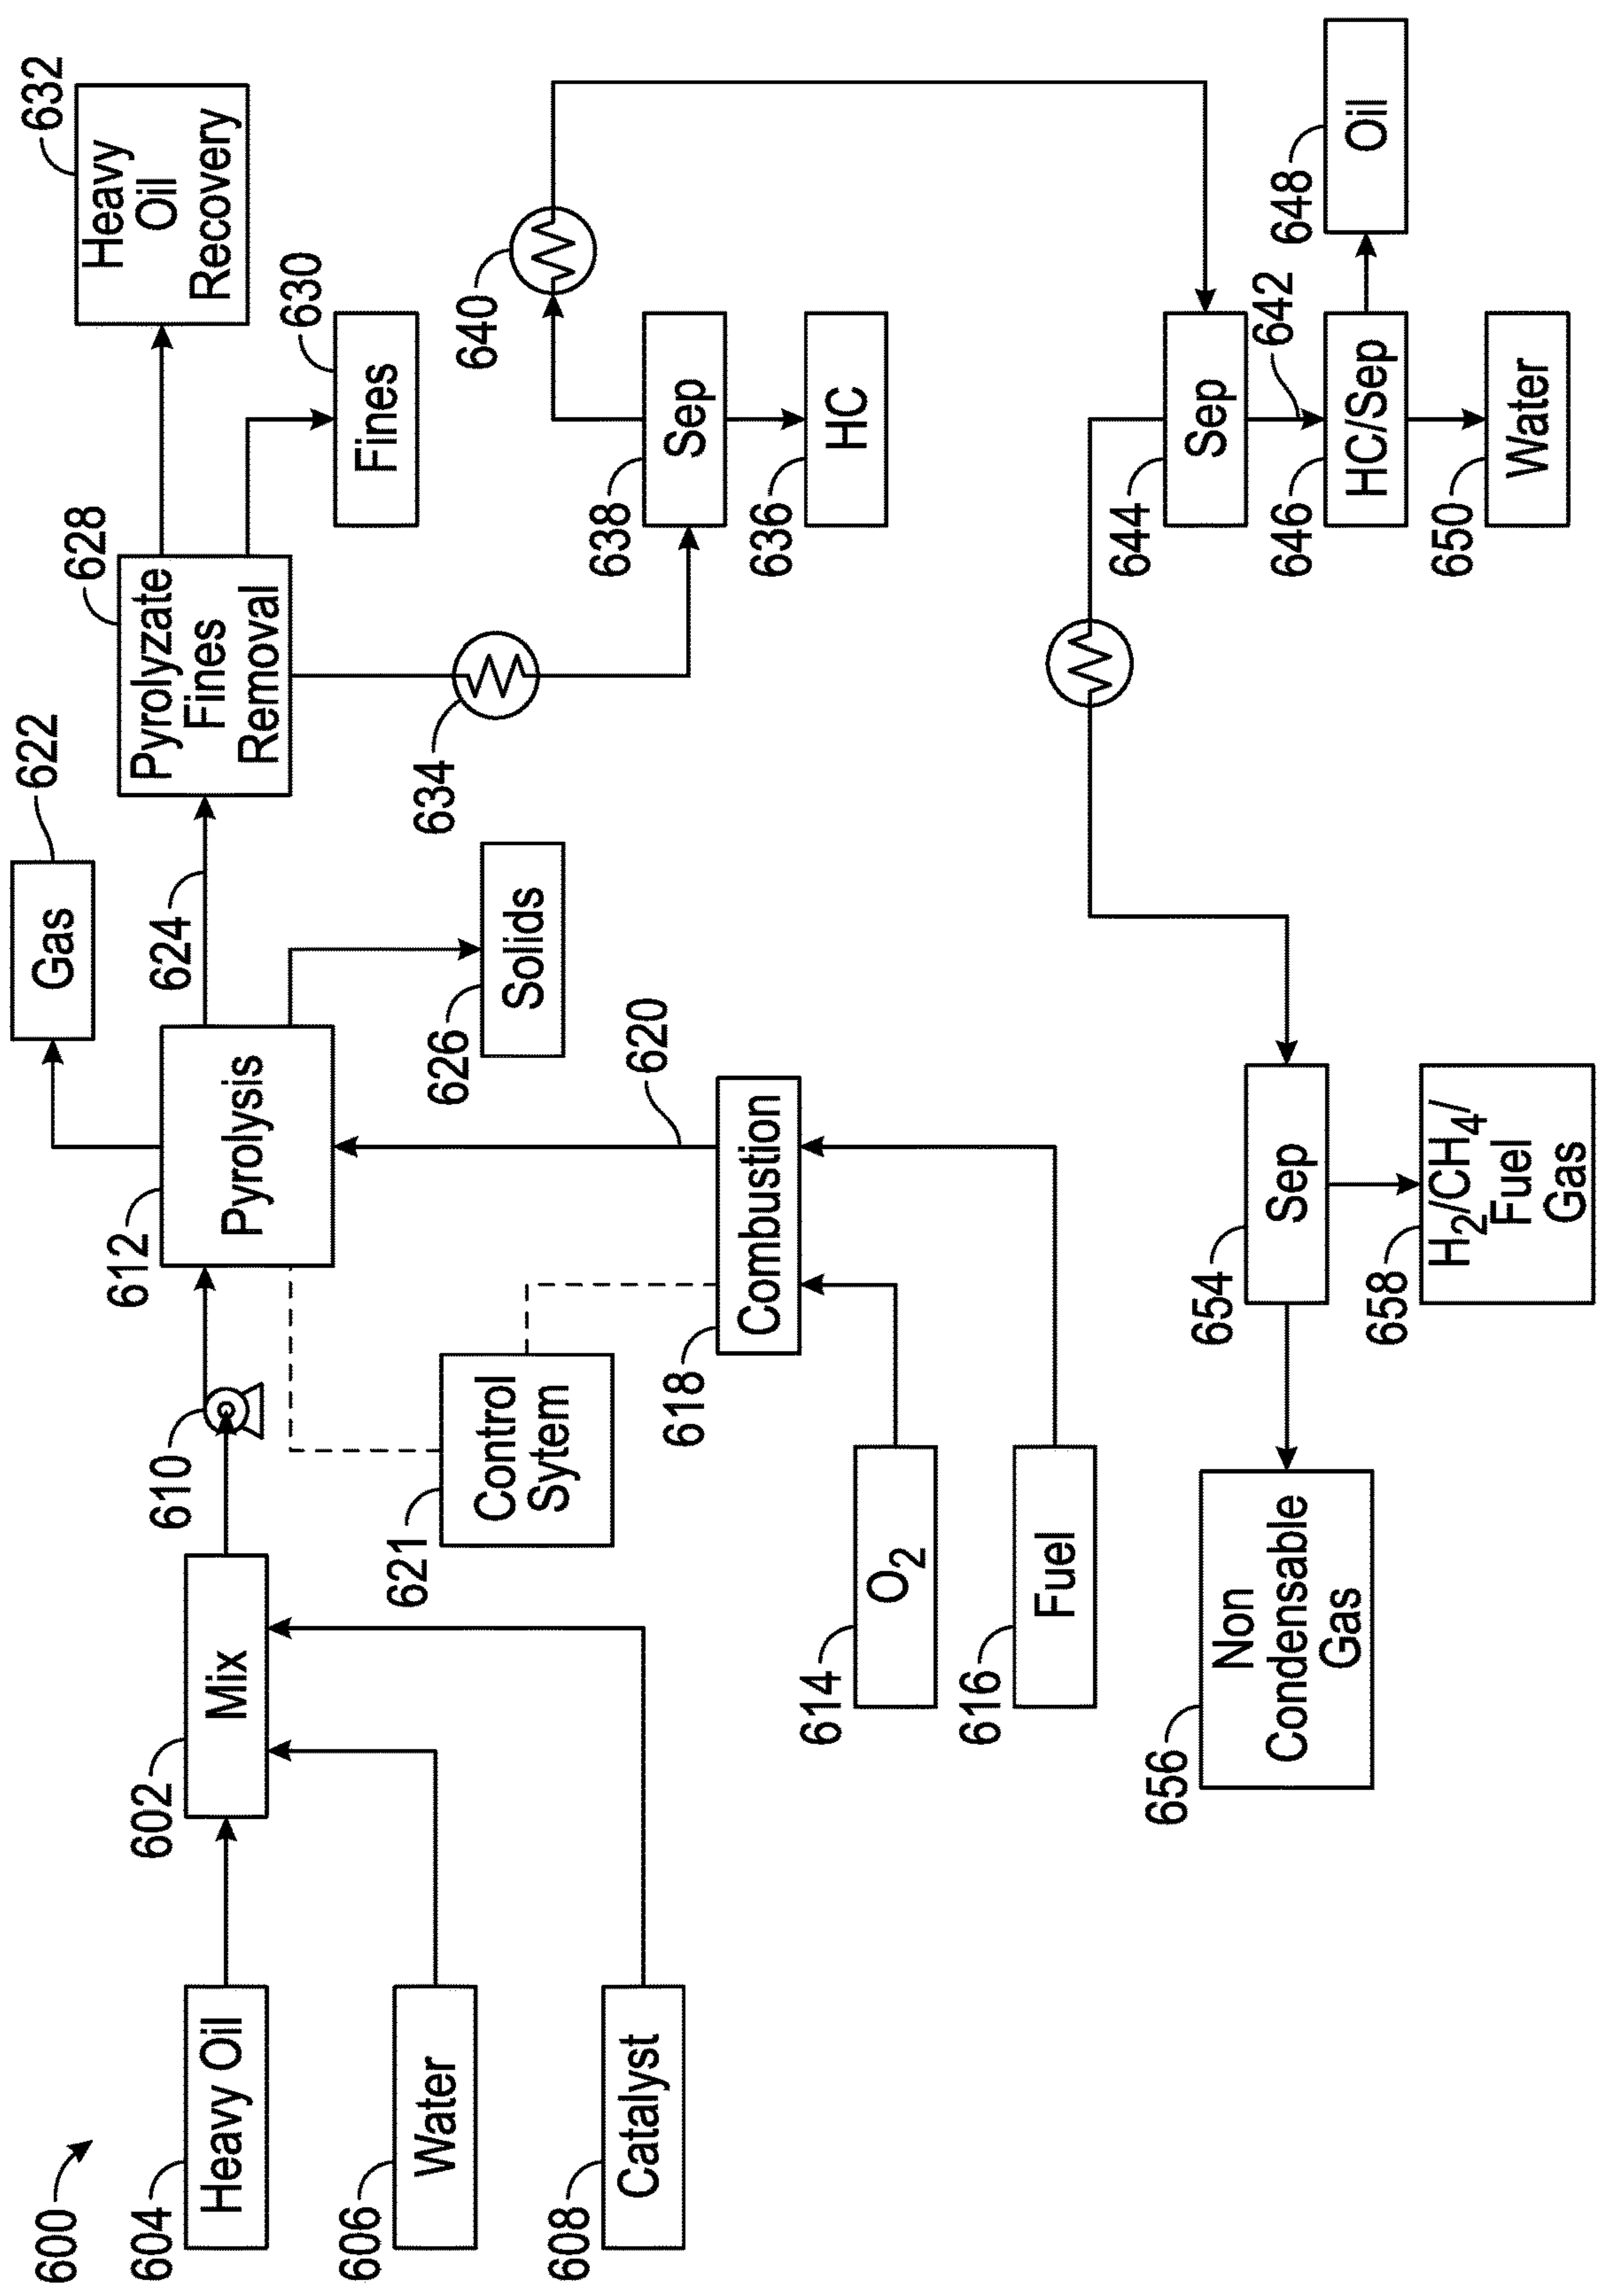 600
604
Heavy Oil
606
Water
608
Catalyst
602
Mix
610
612
Pyrolysis
621
Control
Sytem
614
O2
616
Fuel
618
Combustion
620
622
Gas
624
626
Solids
628
Pyrolyzate
Fines
Removal
630
Fines
632
Heavy
Oil
Recovery
634
638
Sep
636
HC
640
644
Sep
642
646
HC/Sep
648
Oil
650
Water
654
Sep
656
Non
Condensable
Gas
658
H2/CH4/
Fuel
Gas